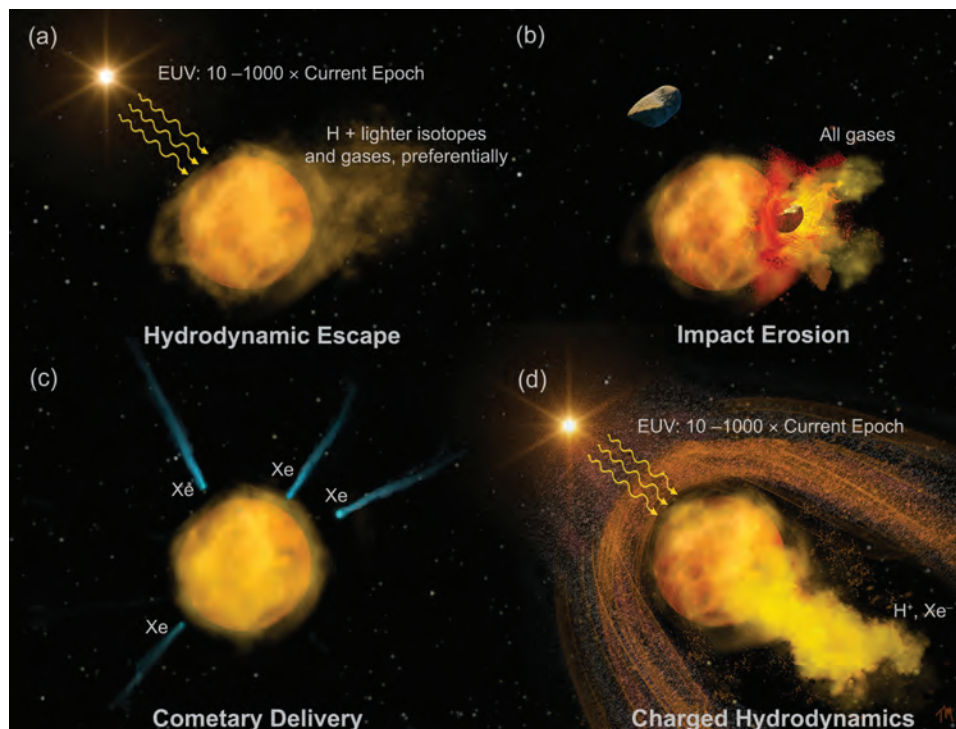 (a)
EUV: 10 –1000 × Current Epoch
H + lighter isotopes
and gases, preferentially
Hydrodynamic Escape
(b)
All gases
Impact Erosion
(c)
Xe
Xe
Xe
Xe
Cometary Delivery
(d)
EUV: 10 –1000 × Current Epoch
H⁺, Xe⁻
Charged Hydrodynamics
TM